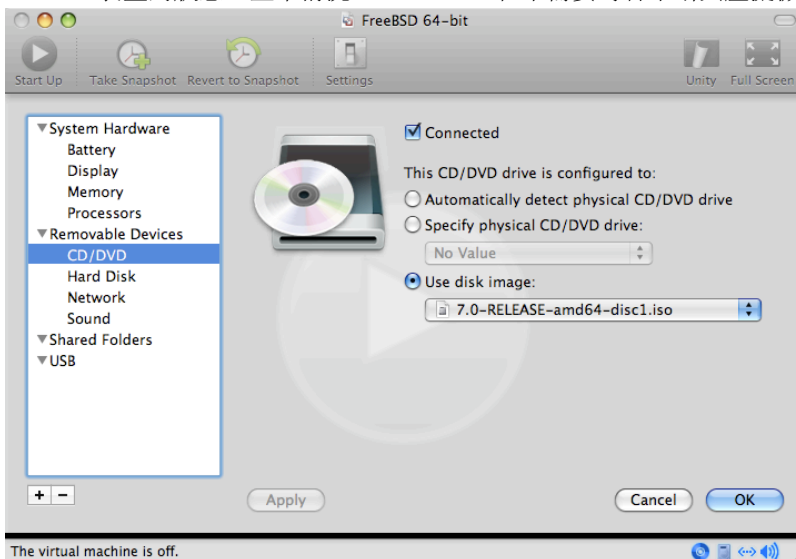 FreeBSD 64-bit
Start Up Take Snapshot Revert to Snapshot Settings Unity Full Screen
System Hardware
Battery
Display
Memory
Processors
Removable Devices
CD/DVD
Hard Disk
Network
Sound
Shared Folders
USB
Connected
This CD/DVD drive is configured to:
Automatically detect physical CD/DVD drive
Specify physical CD/DVD drive:
No Value
Use disk image:
7.0-RELEASE-amd64-disc1.iso
Apply Cancel OK
The virtual machine is off.